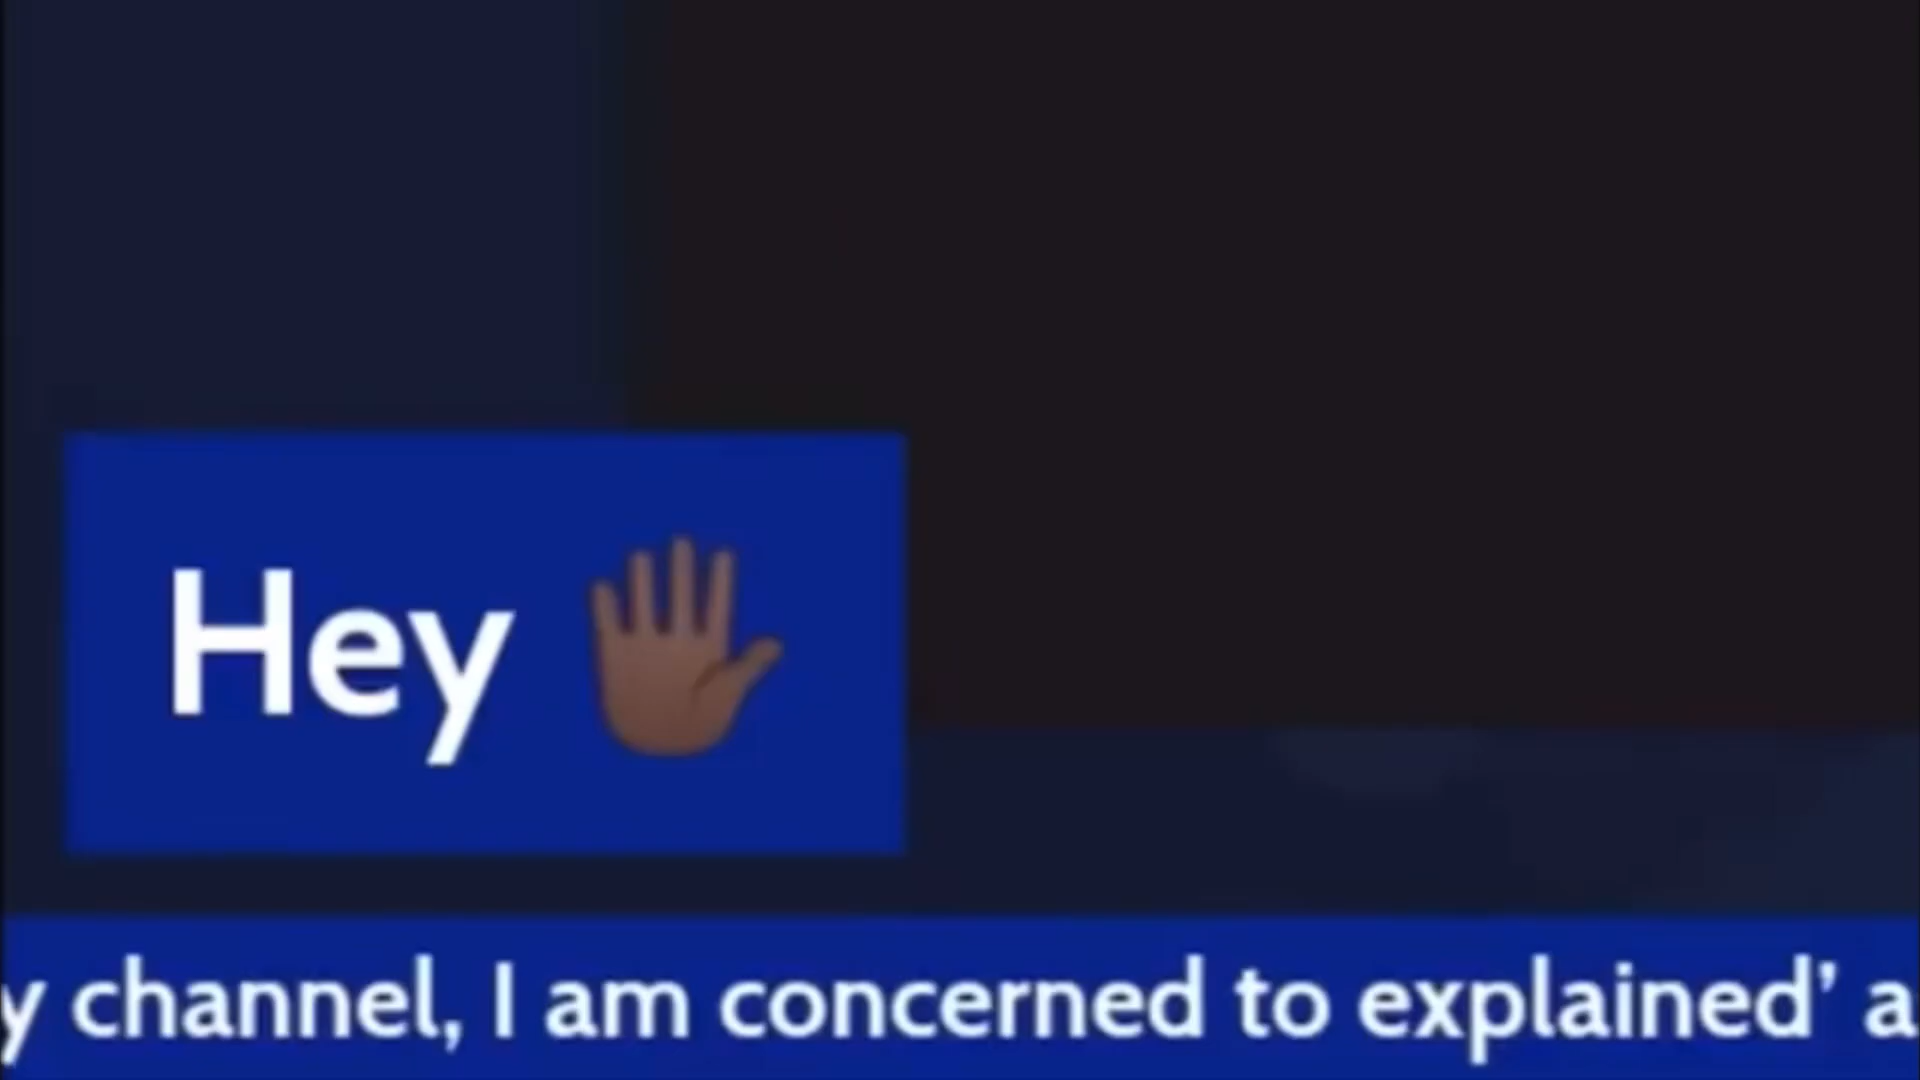 Hey 🖐🏾
y channel, I am concerned to explained’ a